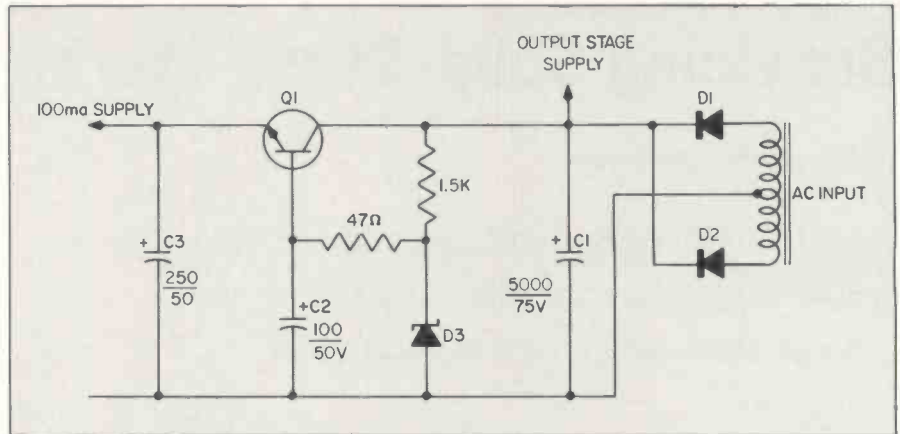 OUTPUT STAGE
SUPPLY
100ma SUPPLY
Q1
D1
1.5K
AC INPUT
47Ω
+ C3
250
50
+ C1
5000
75V
D2
+C2
100
50V
D3